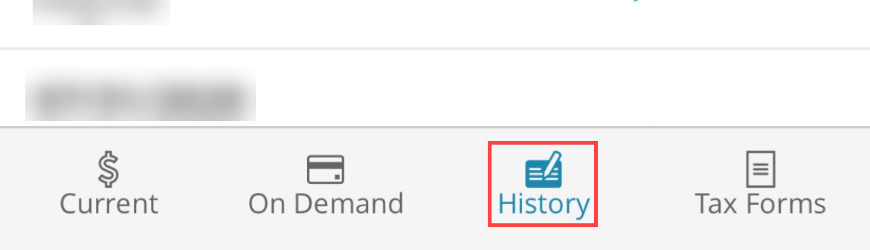 Current
On Demand
History
Tax Forms